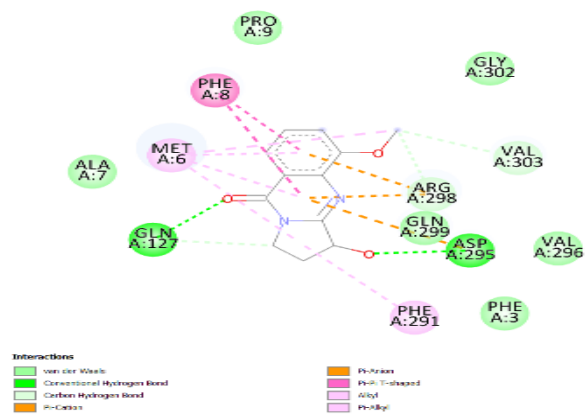 PRO
A:9
GLY
A:302
PHE
A:8
MET
A:6
VAL
A:303
ALA
A:7
O
N
ARG
A:298
O
GLN
A:299
N
GLN
A:127
ASP
A:295
VAL
A:296
O
PHE
A:291
PHE
A:3
Interactions
van der Waals
Conventional Hydrogen Bond
Carbon Hydrogen Bond
Pi-Cation
Pi-Anion
Pi-Pi T-shaped
Alkyl
Pi-Alkyl